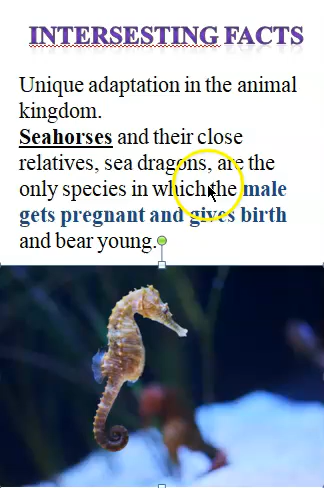 INTERSESTING FACTS
Unique adaptation in the animal
kingdom.
Seahorses and their close
relatives, sea dragons, are the
only species in which the male
gets pregnant and gives birth
and bear young.